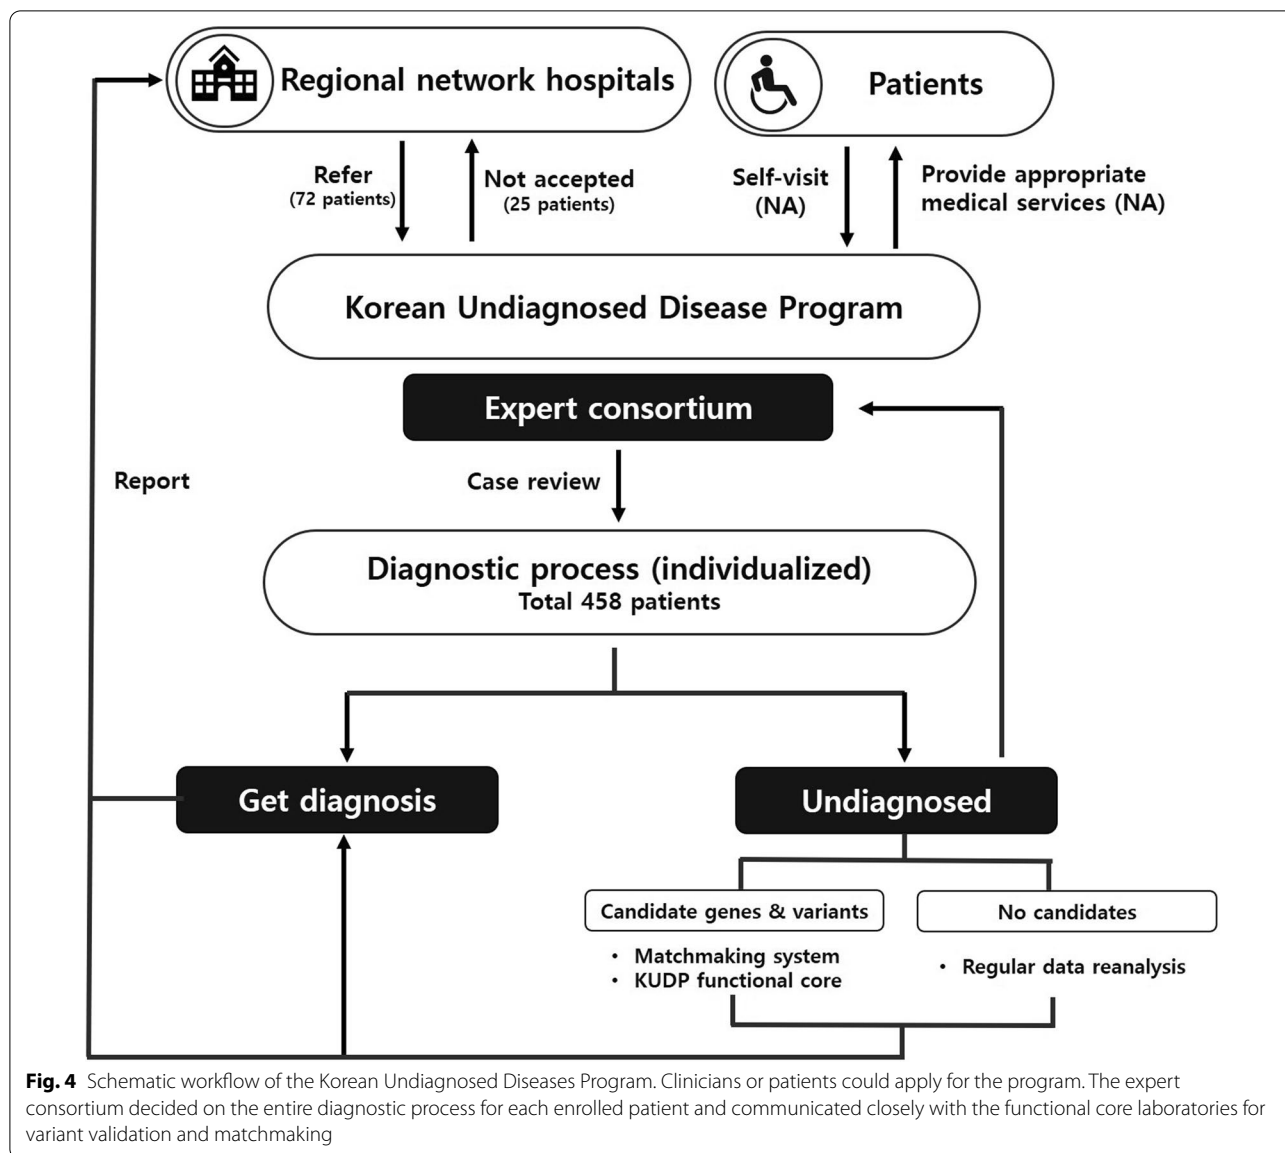 Regional network hospitals
Patients
Refer
(72 patients)
Not accepted
(25 patients)
Self-visit
(NA)
Provide appropriate
medical services (NA)
Korean Undiagnosed Disease Program
Expert consortium
Report
Case review
Diagnostic process (individualized)
Total 458 patients
Get diagnosis
Undiagnosed
Candidate genes & variants
No candidates
• Matchmaking system
• KUDP functional core
• Regular data reanalysis
Fig. 4 Schematic workflow of the Korean Undiagnosed Diseases Program. Clinicians or patients could apply for the program. The expert
consortium decided on the entire diagnostic process for each enrolled patient and communicated closely with the functional core laboratories for
variant validation and matchmaking